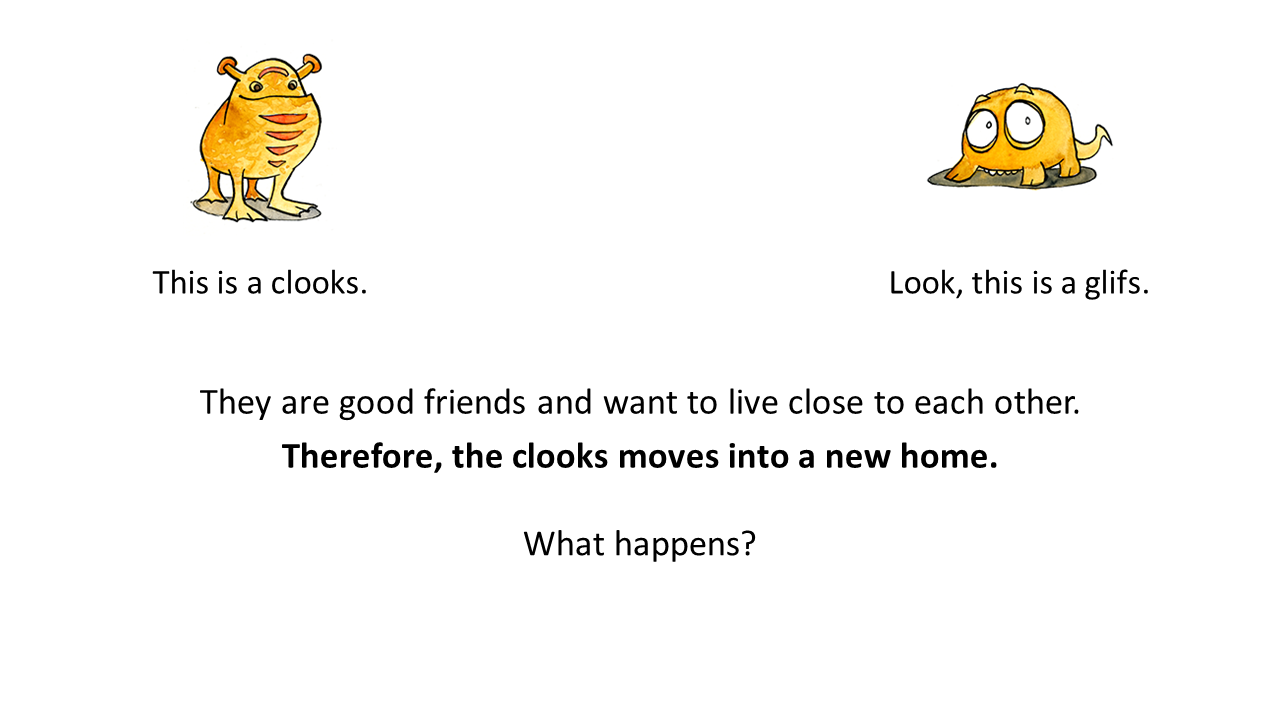 This is a clooks.
Look, this is a glifs.
They are good friends and want to live close to each other.
Therefore, the clooks moves into a new home.
What happens?